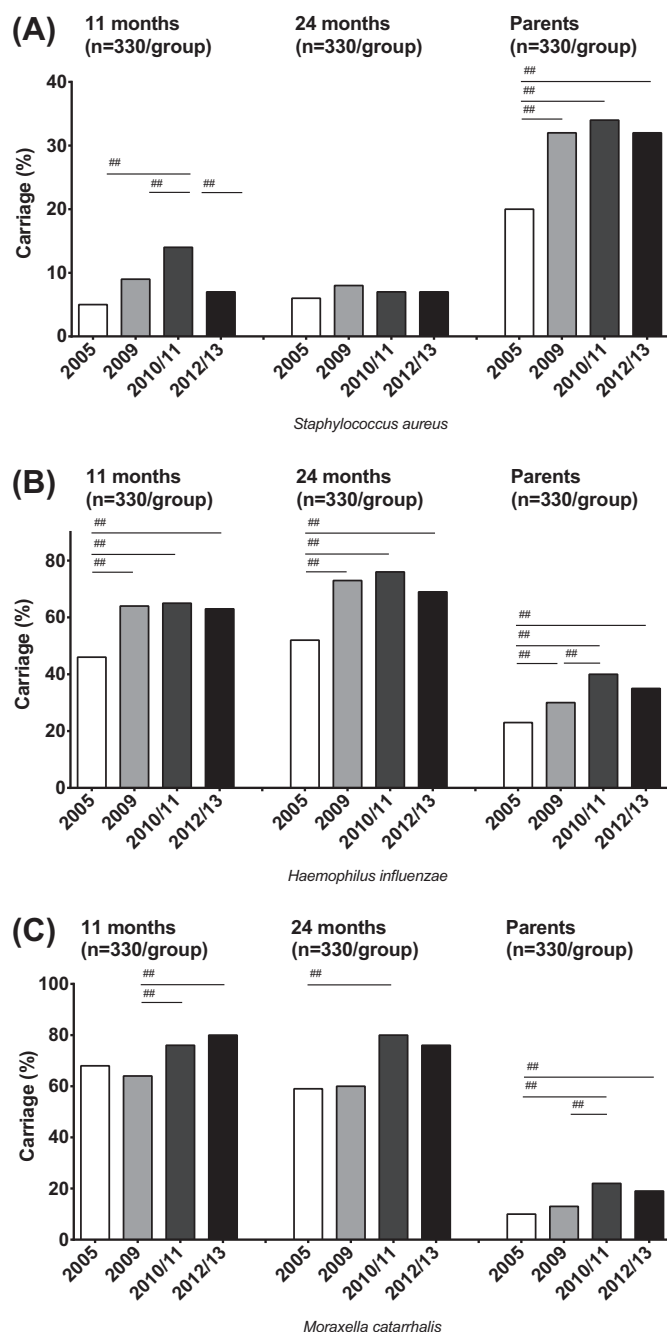 (A)
11 months
(n=330/group)
24 months
(n=330/group)
Parents
(n=330/group)
##
##
##
##
##
##
Carriage (%)
40
30
20
10
0
2005
2009
2010/11
2012/13
2005
2009
2010/11
2012/13
2005
2009
2010/11
2012/13
Staphylococcus aureus
(B)
11 months
(n=330/group)
24 months
(n=330/group)
Parents
(n=330/group)
##
##
##
##
##
##
##
##
##
##
Carriage (%)
80
60
40
20
0
2005
2009
2010/11
2012/13
2005
2009
2010/11
2012/13
2005
2009
2010/11
2012/13
Haemophilus influenzae
(C)
11 months
(n=330/group)
24 months
(n=330/group)
Parents
(n=330/group)
##
##
##
##
##
##
Carriage (%)
100
80
60
40
20
0
2005
2009
2010/11
2012/13
2005
2009
2010/11
2012/13
2005
2009
2010/11
2012/13
Moraxella catarrhalis